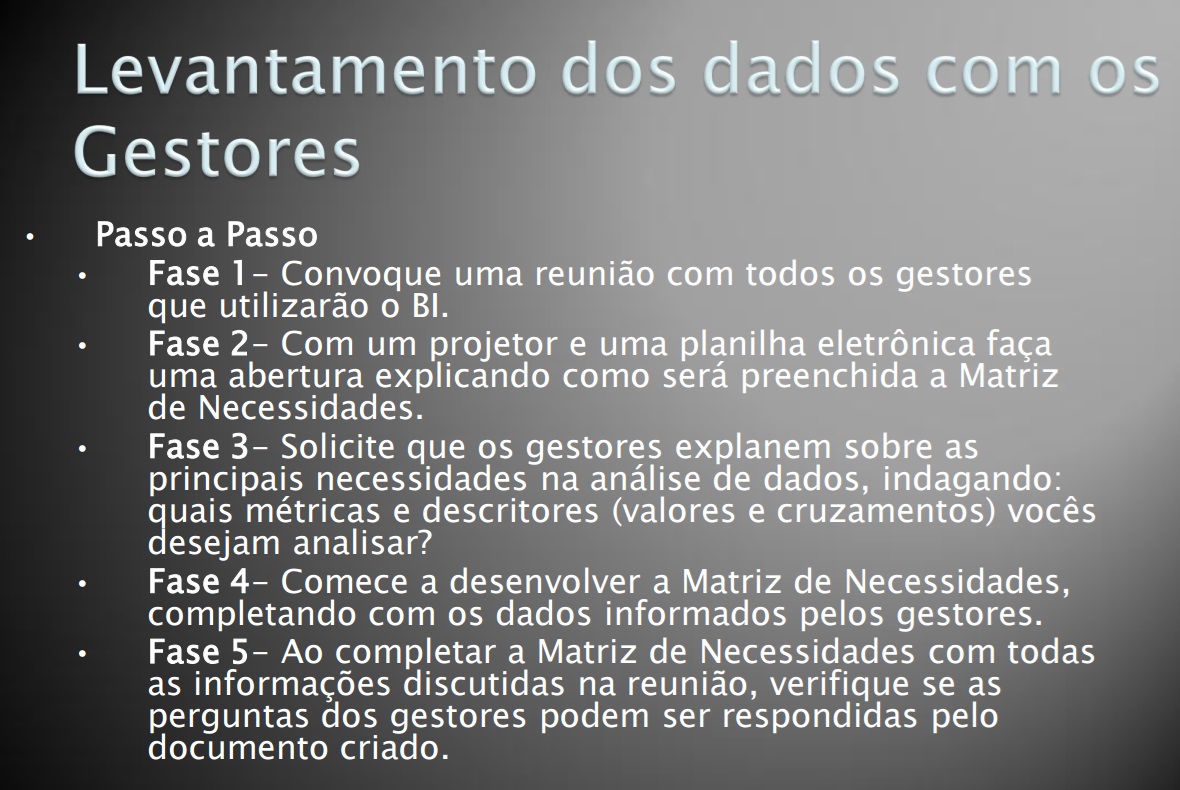 Levantamento dos dados com os
Gestores
• Passo a Passo
• Fase 1– Convoque uma reunião com todos os gestores
que utilizarão o BI.
• Fase 2– Com um projetor e uma planilha eletrônica faça
uma abertura explicando como será preenchida a Matriz
de Necessidades.
• Fase 3– Solicite que os gestores explanem sobre as
principais necessidades na análise de dados, indagando:
quais métricas e descritores (valores e cruzamentos) vocês
desejam analisar?
• Fase 4– Comece a desenvolver a Matriz de Necessidades,
completando com os dados informados pelos gestores.
• Fase 5– Ao completar a Matriz de Necessidades com todas
as informações discutidas na reunião, verifique se as
perguntas dos gestores podem ser respondidas pelo
documento criado.